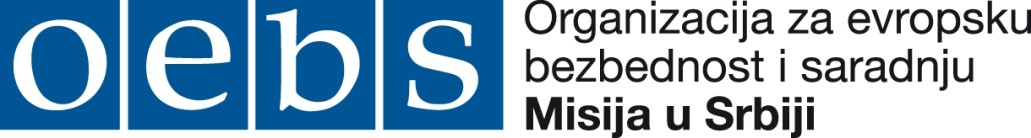 oebs
Organizacija za evropsku
bezbednost i saradnju
Misija u Srbiji